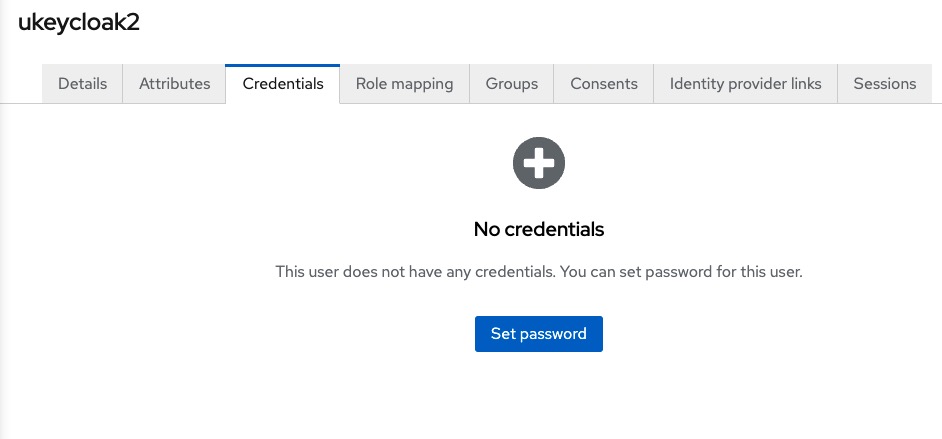 ukeycloak2
Details Attributes Credentials Role mapping Groups Consents Identity provider links Sessions
No credentials
This user does not have any credentials. You can set password for this user.
Set password